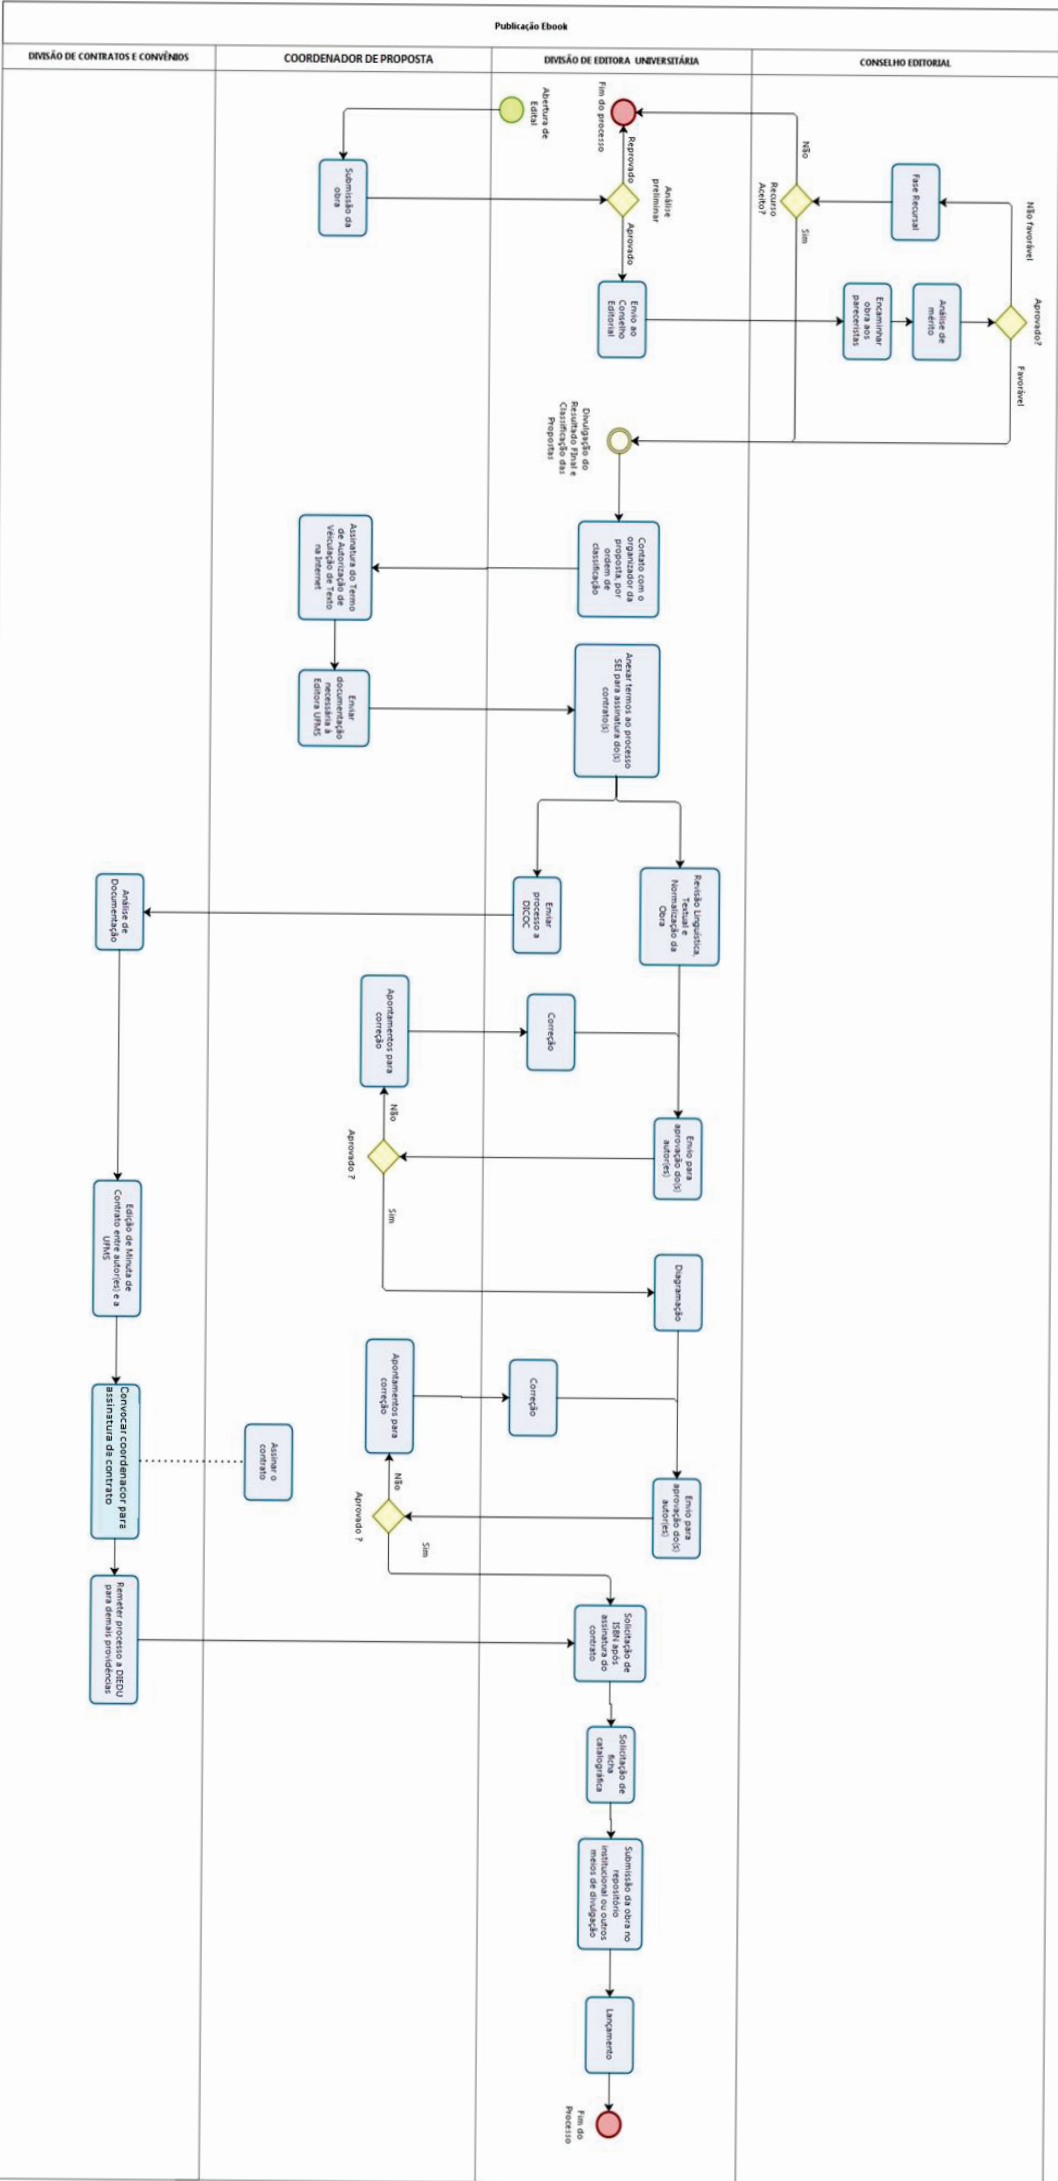 Publicação Ebook
DIVISÃO DE CONTRATOS E CONVÊNIOS
COORDENADOR DE PROPOSTA
DIVISÃO DE EDITORA UNIVERSITÁRIA
CONSELHO EDITORIAL
Abertura de
Edital
Submissão da
obra
Fim do processo
Reprovado
Análise
preliminar
Aprovado
Envio ao
Conselho
Editorial
Encaminhar
obra aos
pareceristas
Análise de
mérito
Aprovado?
Não favorável
Favorável
Fase Recursal
Recurso
Aceito?
Não
Sim
Divulgação do
Resultado Final e
Classificação das
Propostas
Contato com o
organizador da
proposta, por
ordem de
classificação
Assinatura do Termo
de Autorização de
Véiculação de Texto
na Internet
Enviar
documentação
necessária à
Editora UFMS
Anexar termos ao processo
SEI para assinatura do(s)
contrato(s)
Revisão Linguística,
Textual e
Normalização da
Obra
Enviar
processo a
DICOC
Análise de
Documentação
Apontamentos para
correção
Correção
Não
Aprovado ?
Sim
Envio para
aprovação do(s)
autor(es)
Edição de Minuta de
Contrato entre autor(es) e a
UFMS
Diagramação
Apontamentos para
correção
Correção
Não
Aprovado ?
Sim
Envio para
aprovação do(s)
autor(es)
Convocar coordenador para
assinatura de contrato
Assinar o
contrato
Remeter processo a DIEDU
para demais providências
Solicitação de
ISBN após
assinatura do
contrato
Solicitação de
ficha
catalográfica
Submissão da obra no
repositório
institucional ou outros
meios de divulgação
Lançamento
Fim do
Processo